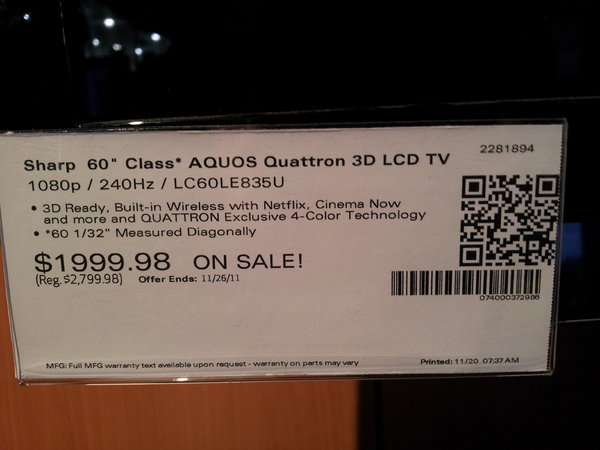 Sharp 60" Class* AQUOS Quattron 3D LCD TV
2281894
1080p / 240Hz / LC60LE835U
• 3D Ready, Built-in Wireless with Netflix, Cinema Now
and more and QUATTRON Exclusive 4-Color Technology
• *60 1/32" Measured Diagonally
$1999.98 ON SALE!
(Reg. $2,799.98) Offer Ends: 11/26/11
074000372986
MFG: Full MFG warranty text available upon request - warranty on parts may vary
Printed: 11/20 07:37 AM